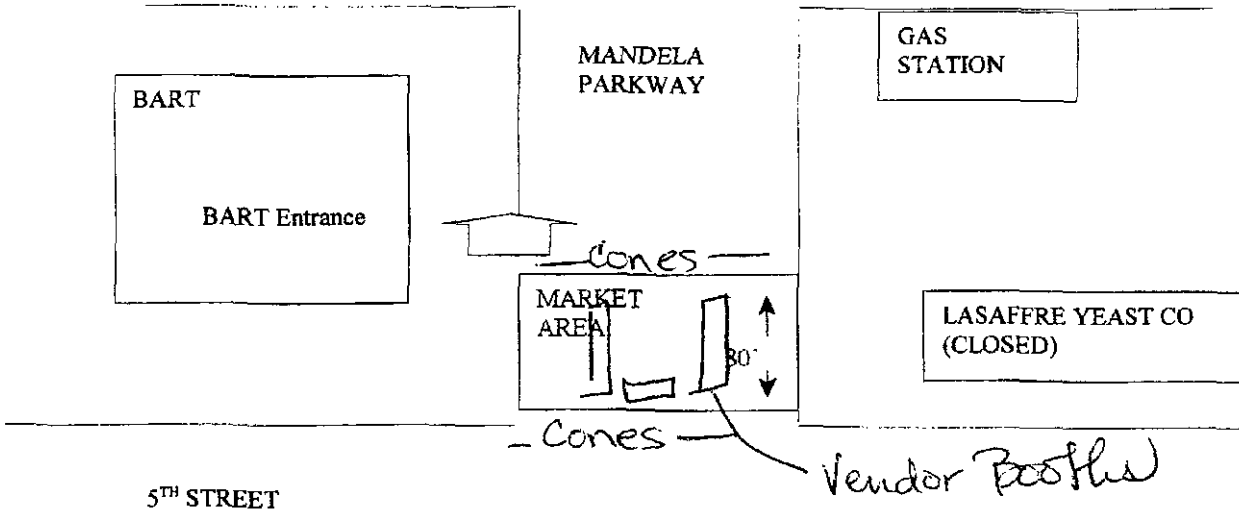 MANDELA
PARKWAY
GAS
STATION
BART
BART Entrance
Cones
MARKET
AREA
80'
LASAFFRE YEAST CO
(CLOSED)
Cones
Vendor Booths
5TH STREET